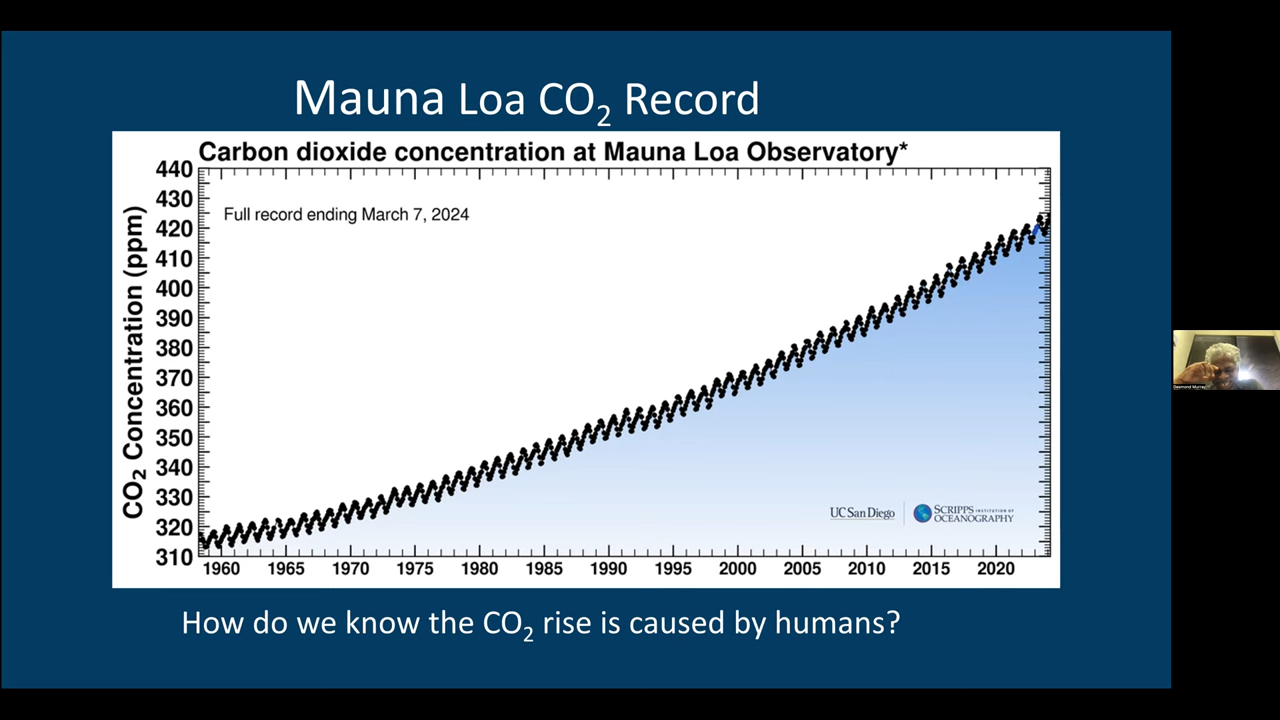 Mauna Loa CO₂ Record
Carbon dioxide concentration at Mauna Loa Observatory*
Full record ending March 7, 2024
CO₂ Concentration (ppm)
440
430
420
410
400
390
380
370
360
350
340
330
320
310
1960 1965 1970 1975 1980 1985 1990 1995 2000 2005 2010 2015 2020
UC San Diego
SCRIPPS INSTITUTION OF
OCEANOGRAPHY
How do we know the CO₂ rise is caused by humans?
Desmond Murray